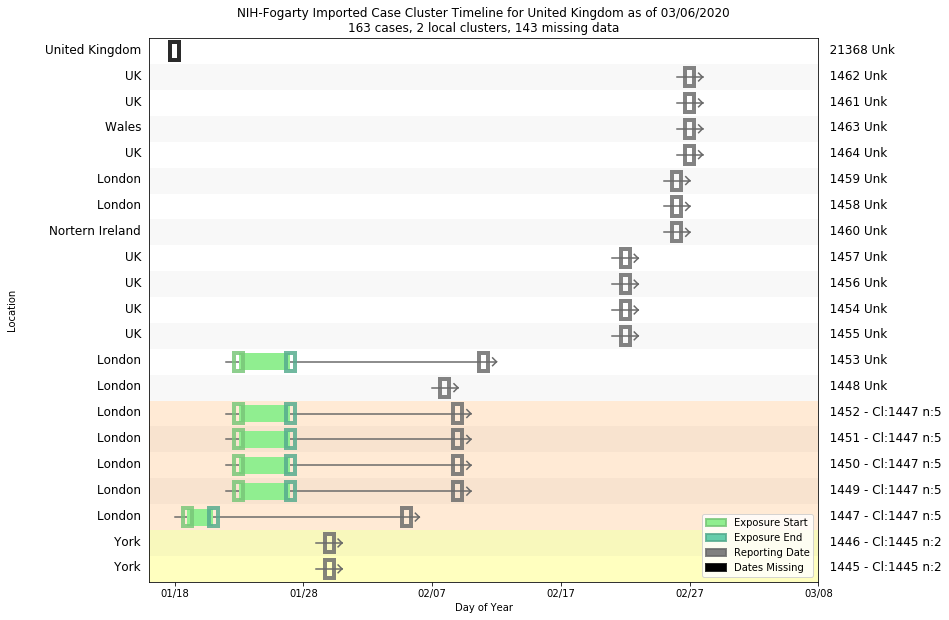 NIH-Fogarty Imported Case Cluster Timeline for United Kingdom as of 03/06/2020
163 cases, 2 local clusters, 143 missing data
Location
United Kingdom 21368 Unk
UK 1462 Unk
UK 1461 Unk
Wales 1463 Unk
UK 1464 Unk
London 1459 Unk
London 1458 Unk
Nortern Ireland 1460 Unk
UK 1457 Unk
UK 1456 Unk
UK 1454 Unk
UK 1455 Unk
London 1453 Unk
London 1448 Unk
London 1452 - Cl:1447 n:5
London 1451 - Cl:1447 n:5
London 1450 - Cl:1447 n:5
London 1449 - Cl:1447 n:5
London 1447 - Cl:1447 n:5
York 1446 - Cl:1445 n:2
York 1445 - Cl:1445 n:2
Exposure Start
Exposure End
Reporting Date
Dates Missing
01/18 01/28 02/07 02/17 02/27 03/08
Day of Year